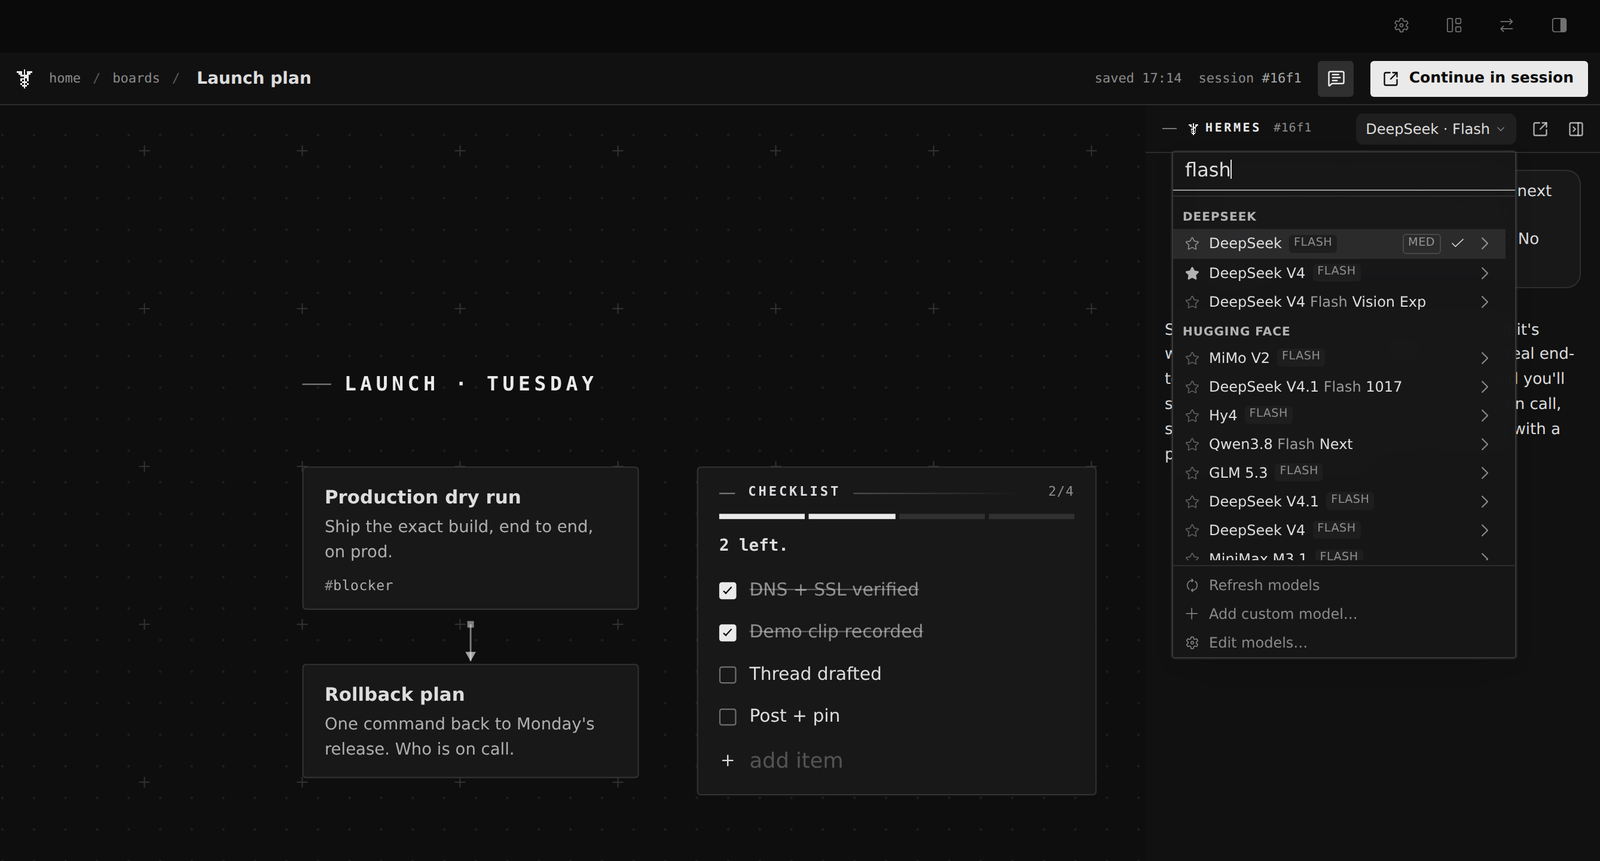 home / boards / Launch plan
saved 17:14 session #16f1
Continue in session
HERMES #16f1
DeepSeek · Flash
flash
DEEPSEEK
DeepSeek FLASH MED
DeepSeek V4 FLASH
DeepSeek V4 Flash Vision Exp
HUGGING FACE
MiMo V2 FLASH
DeepSeek V4.1 Flash 1017
Hy4 FLASH
Qwen3.8 Flash Next
GLM 5.3 FLASH
DeepSeek V4.1 FLASH
DeepSeek V4 FLASH
MiniMax M3.1 FLASH
Refresh models
Add custom model...
Edit models...
next
No
it's
end-
you'll
call,
with a
LAUNCH · TUESDAY
Production dry run
Ship the exact build, end to end,
on prod.
#blocker
Rollback plan
One command back to Monday's
release. Who is on call.
CHECKLIST 2/4
2 left.
DNS + SSL verified
Demo clip recorded
Thread drafted
Post + pin
+ add item